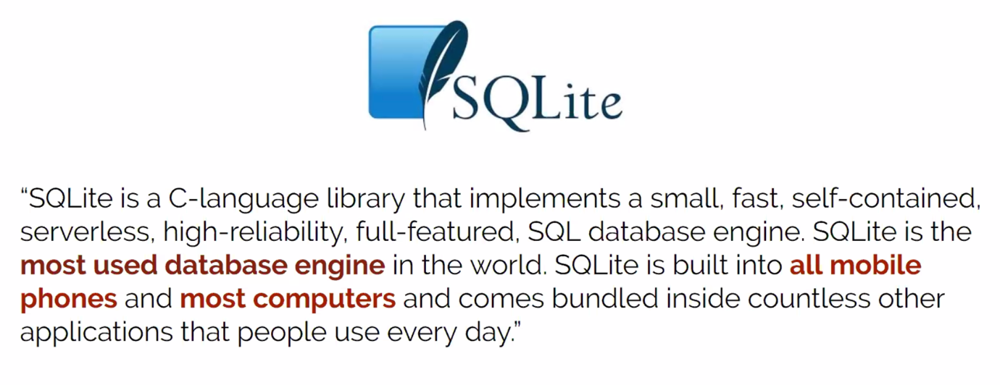 SQLite
“SQLite is a C-language library that implements a small, fast, self-contained,
serverless, high-reliability, full-featured, SQL database engine. SQLite is the
most used database engine in the world. SQLite is built into all mobile
phones and most computers and comes bundled inside countless other
applications that people use every day.”